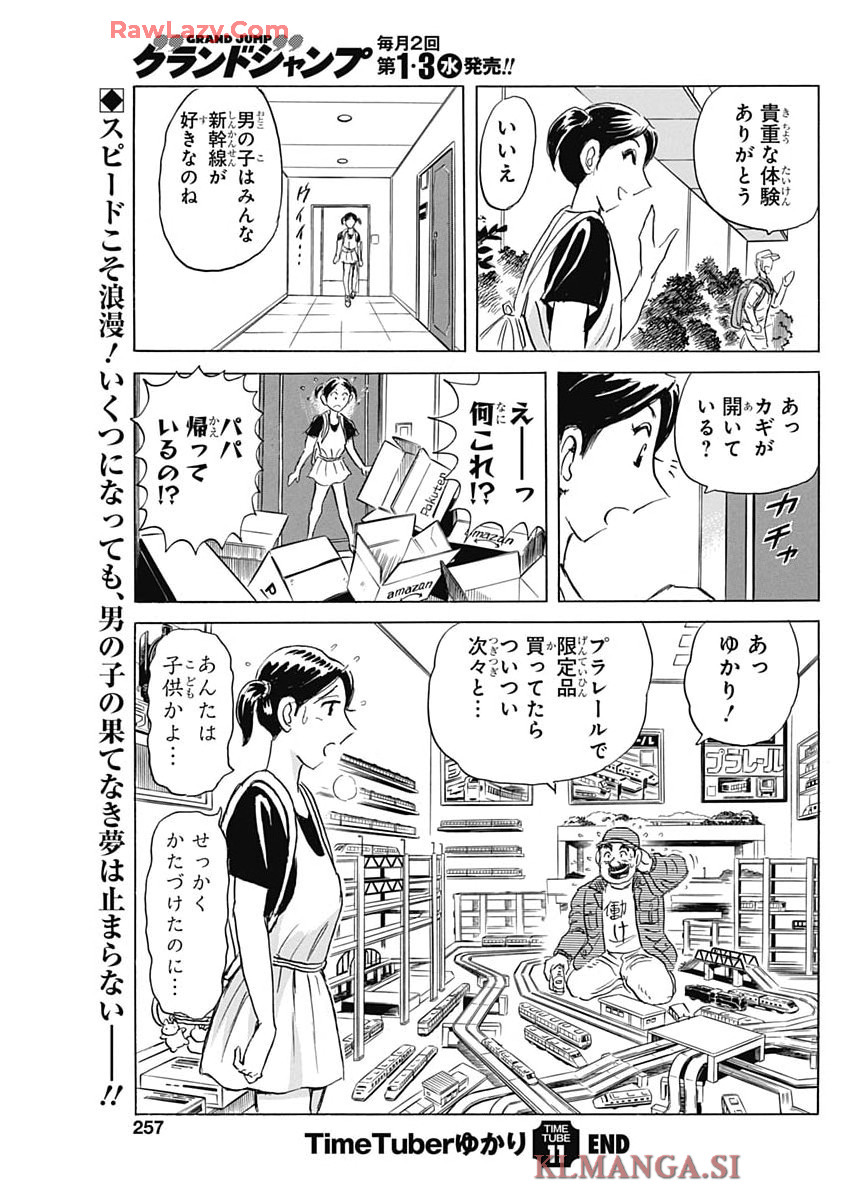 RawLazy.Com
GRAND JUMP
グランドジャンプ
毎月2回
第1・3水発売!!
貴重な体験
ありがとう
いいえ
男の子はみんな
新幹線が
好きなのね
ドゥイイ…
あっ
カギが
開いて
いる?
カチャ
えーーっ
何これ!?
パパ
帰って
いるの!?
Pakuten
amazon
amazon
P
あっ
ゆかり!
プラレールで
限定品
買ってたら
ついつい
次々と…
あんたは
子供かよ…
せっかく
かたづけたのに…
レール
プラレール
働け
◆スピードこそ浪漫!いくつになっても、男の子の果てなき夢は止まらない――!!
257
TimeTuberゆかり
TIME
TUBE
11
END
KLMANGA.SI